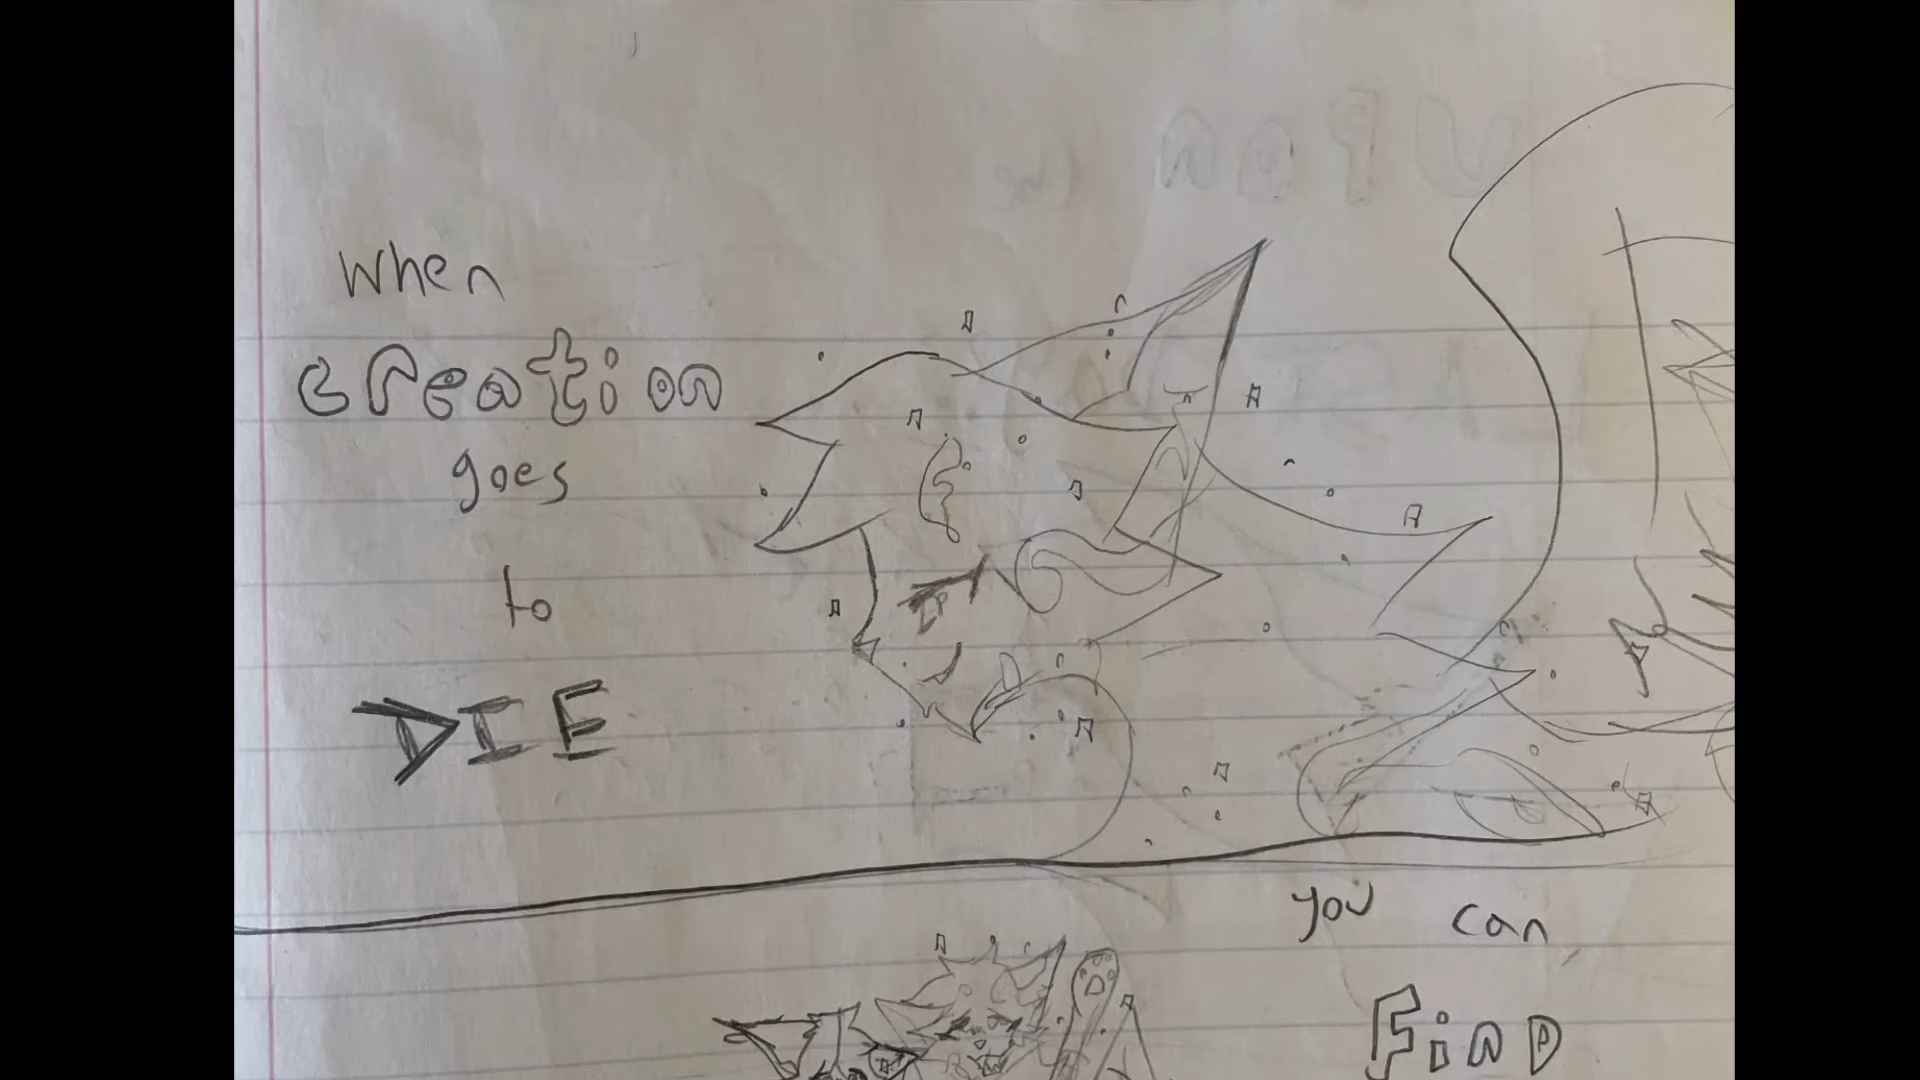 when
creation
goes
to
DIE
you can
FinD